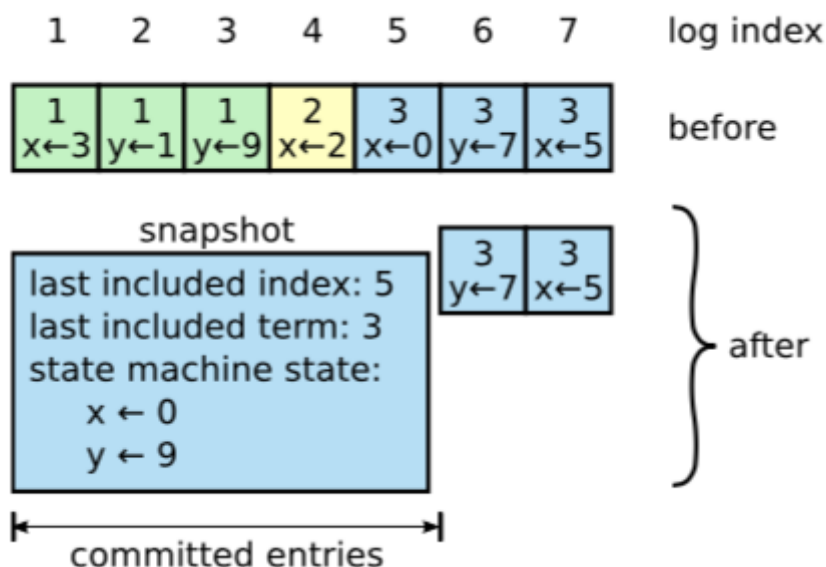 1 2 3 4 5 6 7 log index
1 1 1 2 3 3 3
x←3 y←1 y←9 x←2 x←0 y←7 x←5
before
snapshot
3 3
y←7 x←5
last included index: 5
last included term: 3
state machine state:
x ← 0
y ← 9
after
committed entries